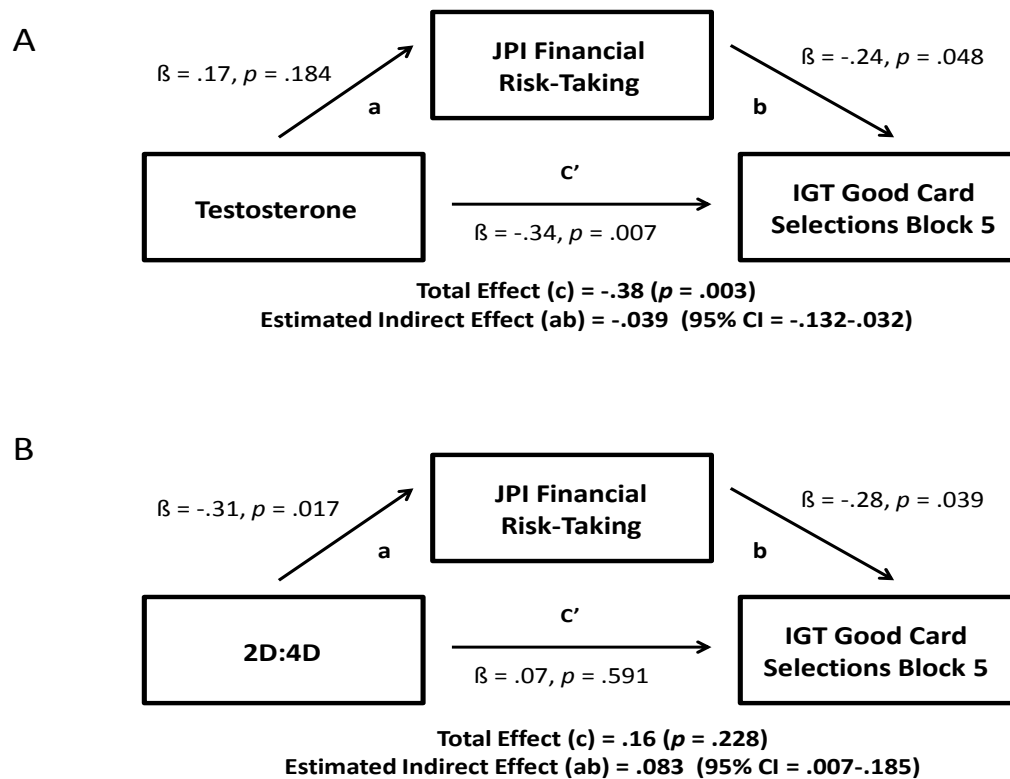 A
JPI Financial
Risk-Taking
ß = .17, p = .184
ß = -.24, p = .048
a
b
Testosterone
c’
ß = -.34, p = .007
IGT Good Card
Selections Block 5
Total Effect (c) = -.38 (p = .003)
Estimated Indirect Effect (ab) = -.039 (95% CI = -.132-.032)
B
JPI Financial
Risk-Taking
ß = -.31, p = .017
ß = -.28, p = .039
a
b
2D:4D
c’
ß = .07, p = .591
IGT Good Card
Selections Block 5
Total Effect (c) = .16 (p = .228)
Estimated Indirect Effect (ab) = .083 (95% CI = .007-.185)